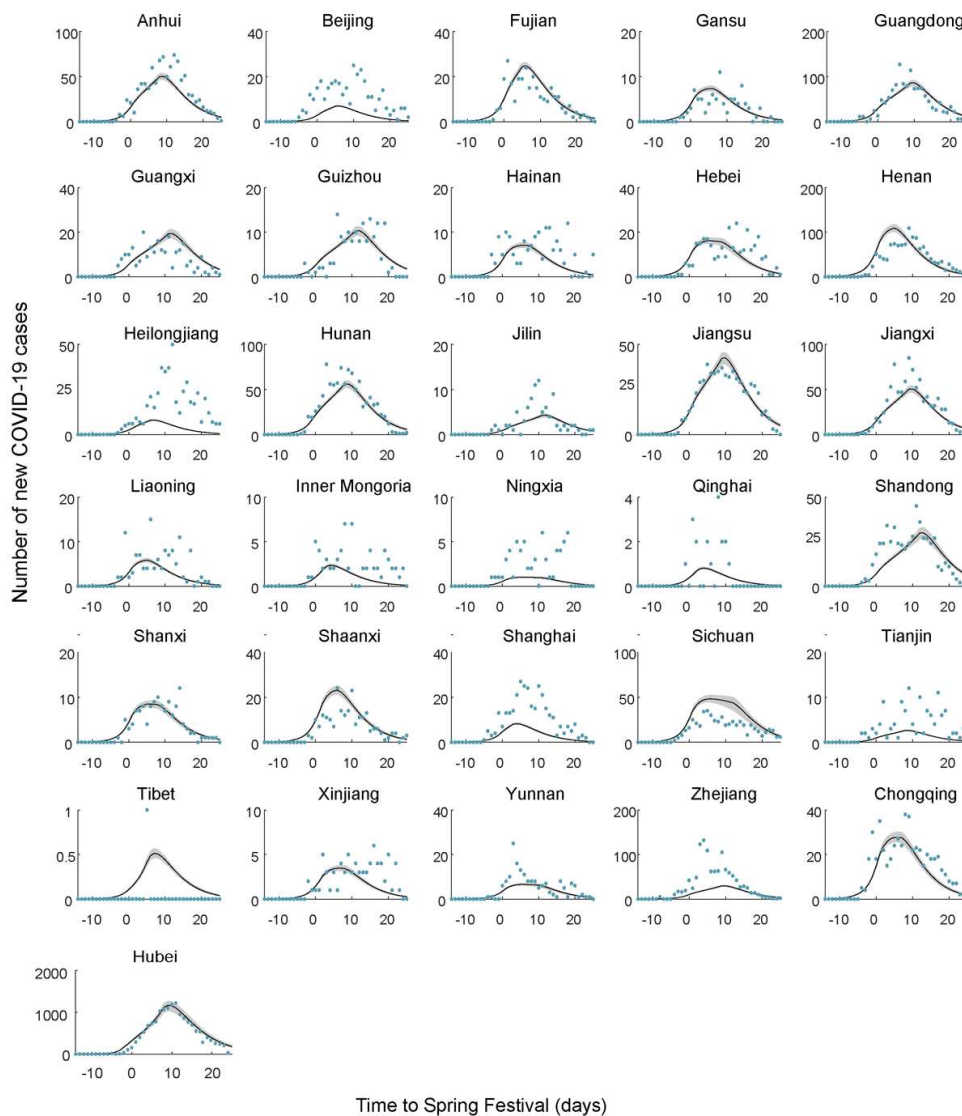 Number of new COVID-19 cases
Anhui Beijing Fujian Gansu Guangdong
100 40 40 20 200
50 20 20 10 100
0 0 0 0 0
-10 0 10 20 -10 0 10 20 -10 0 10 20 -10 0 10 20 -10 0 10 20
Guangxi Guizhou Hainan Hebei Henan
40 20 20 40 200
20 10 10 20 100
0 0 0 0 0
-10 0 10 20 -10 0 10 20 -10 0 10 20 -10 0 10 20 -10 0 10 20
Heilongjiang Hunan Jilin Jiangsu Jiangxi
50 100 20 50 100
25 50 10 25 50
0 0 0 0 0
-10 0 10 20 -10 0 10 20 -10 0 10 20 -10 0 10 20 -10 0 10 20
Liaoning Inner Mongoria Ningxia Qinghai Shandong
20 10 10 4 50
10 5 5 2 25
0 0 0 0 0
-10 0 10 20 -10 0 10 20 -10 0 10 20 -10 0 10 20 -10 0 10 20
Shanxi Shaanxi Shanghai Sichuan Tianjin
20 40 40 100 20
10 20 20 50 10
0 0 0 0 0
-10 0 10 20 -10 0 10 20 -10 0 10 20 -10 0 10 20 -10 0 10 20
Tibet Xinjiang Yunnan Zhejiang Chongqing
1 10 40 200 40
0.5 5 20 100 20
0 0 0 0 0
-10 0 10 20 -10 0 10 20 -10 0 10 20 -10 0 10 20 -10 0 10 20
Hubei
2000
1000
0
-10 0 10 20
Time to Spring Festival (days)